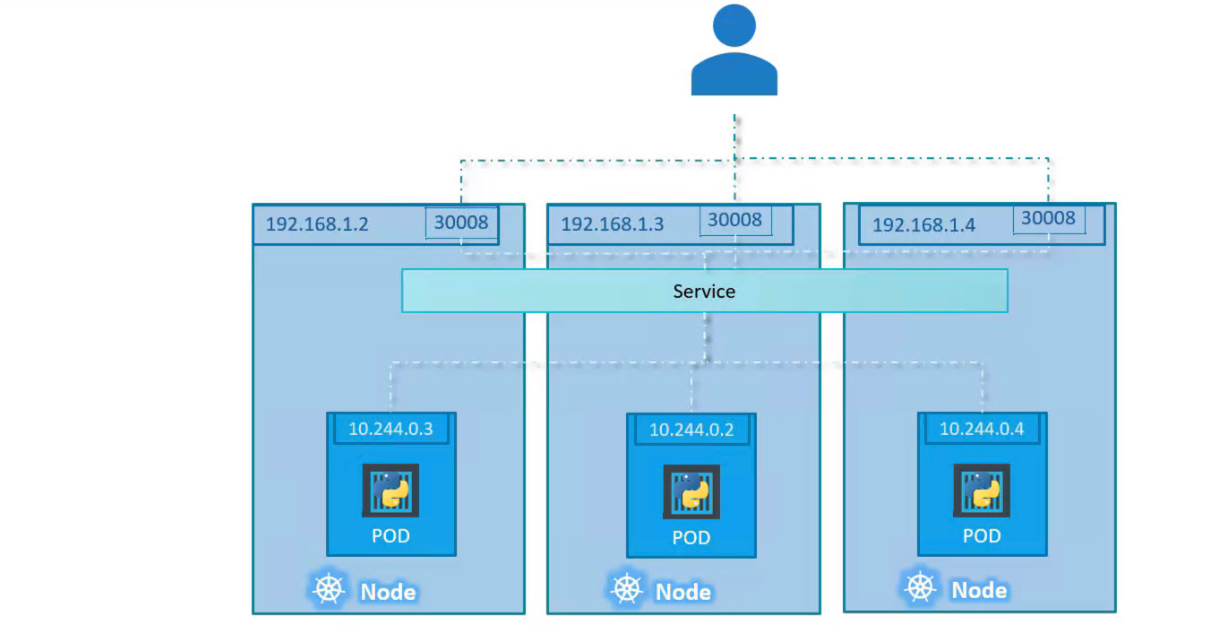 192.168.1.2
30008
192.168.1.3
30008
192.168.1.4
30008
Service
10.244.0.3
10.244.0.2
10.244.0.4
POD
POD
POD
Node
Node
Node